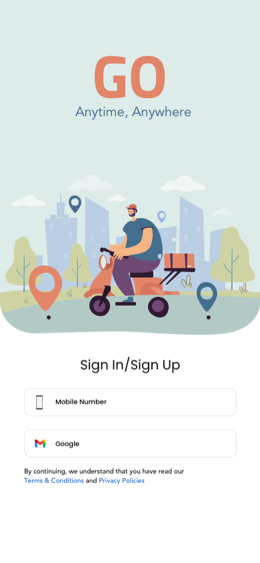 GO
Anytime, Anywhere
Sign In/Sign Up
Mobile Number
Google
By continuing, we understand that you have read our
Terms & Conditions and Privacy Policies